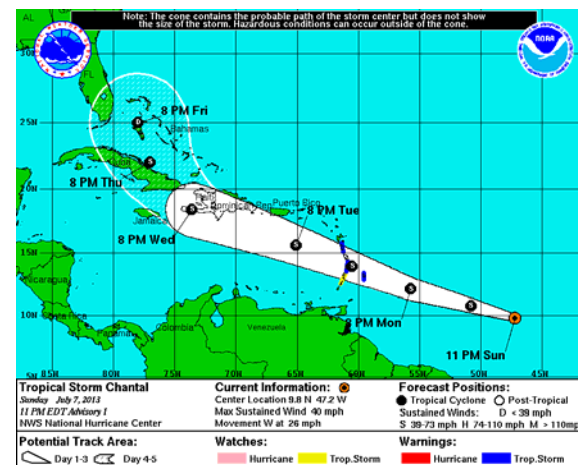 Note: The cone contains the probable path of the storm center but does not show
the size of the storm. Hazardous conditions can occur outside of the cone.
AL
FL
NOAA
8 PM Fri
25N
Bahamas
Cuba
8 PM Thu
20N
Haiti
Dominican Rep.
Puerto Rico
8 PM Tue
Jamaica
8 PM Wed
15N
Nicaragua
8 PM Mon
10N
Costa Rica
Panama
Colombia
Venezuela
11 PM Sun
5N
85W 80W 75W 70W 65W 60W 55W 50W 45W
D
S
S
S
S
S
S
S
Tropical Storm Chantal
Sunday July 7, 2013
11 PM EDT Advisory 1
NWS National Hurricane Center
Current Information:
Center Location 9.8 N 47.2 W
Max Sustained Wind 40 mph
Movement W at 26 mph
Forecast Positions:
Tropical Cyclone Post-Tropical
Sustained Winds: D < 39 mph
S 39-73 mph H 74-110 mph M > 110mph
Potential Track Area:
Day 1-3 Day 4-5
Watches:
Hurricane Trop.Storm
Warnings:
Hurricane Trop.Storm